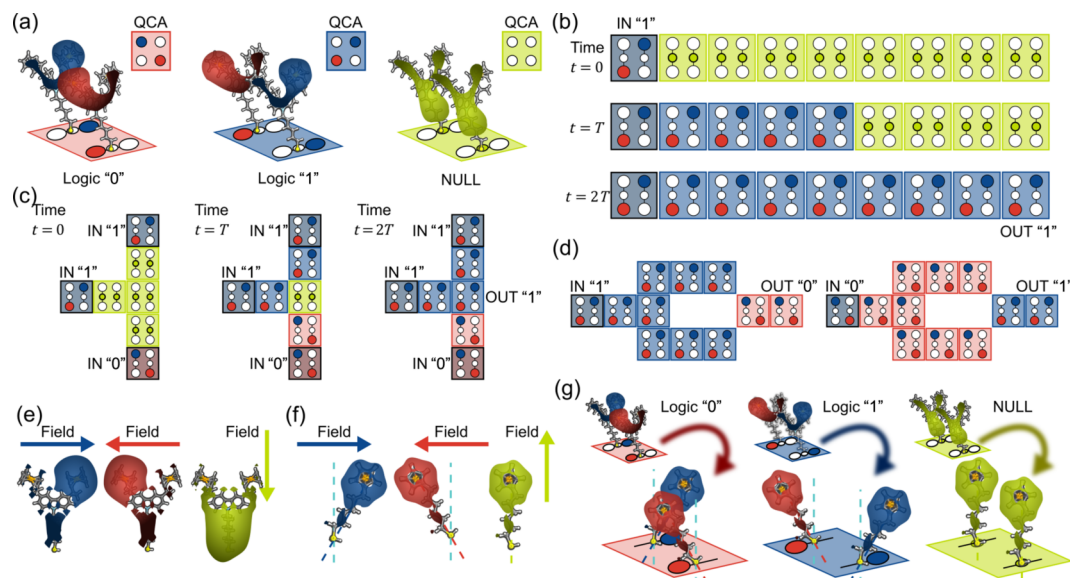 (a)
QCA
QCA
QCA
Logic “0”
Logic “1”
NULL
(b)
IN “1”
Time
t=0
t=T
t=2T
OUT “1”
(c)
Time
t = 0
IN “1”
IN “1”
IN “0”
Time
t = T
IN “1”
IN “1”
IN “0”
Time
t = 2T
IN “1”
IN “1”
OUT “1”
IN “0”
(d)
IN “1”
OUT “0”
IN “0”
OUT “1”
(e)
Field
Field
Field
(f)
Field
Field
Field
(g)
Logic “0”
Logic “1”
NULL